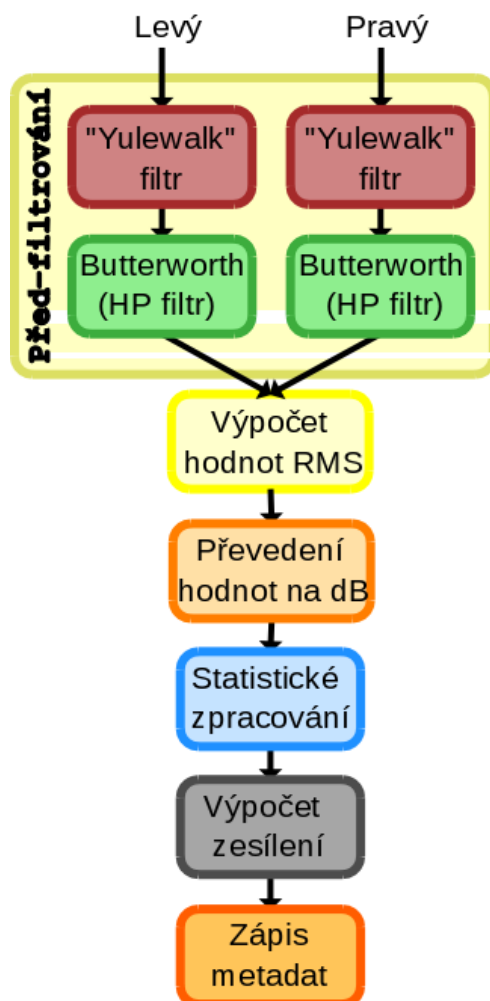 Levý
Pravý
Před-filtrování
"Yulewalk"
filtr
"Yulewalk"
filtr
Butterworth
(HP filtr)
Butterworth
(HP filtr)
Výpočet
hodnot RMS
Převedení
hodnot na dB
Statistické
zpracování
Výpočet
zesílení
Zápis
metadat